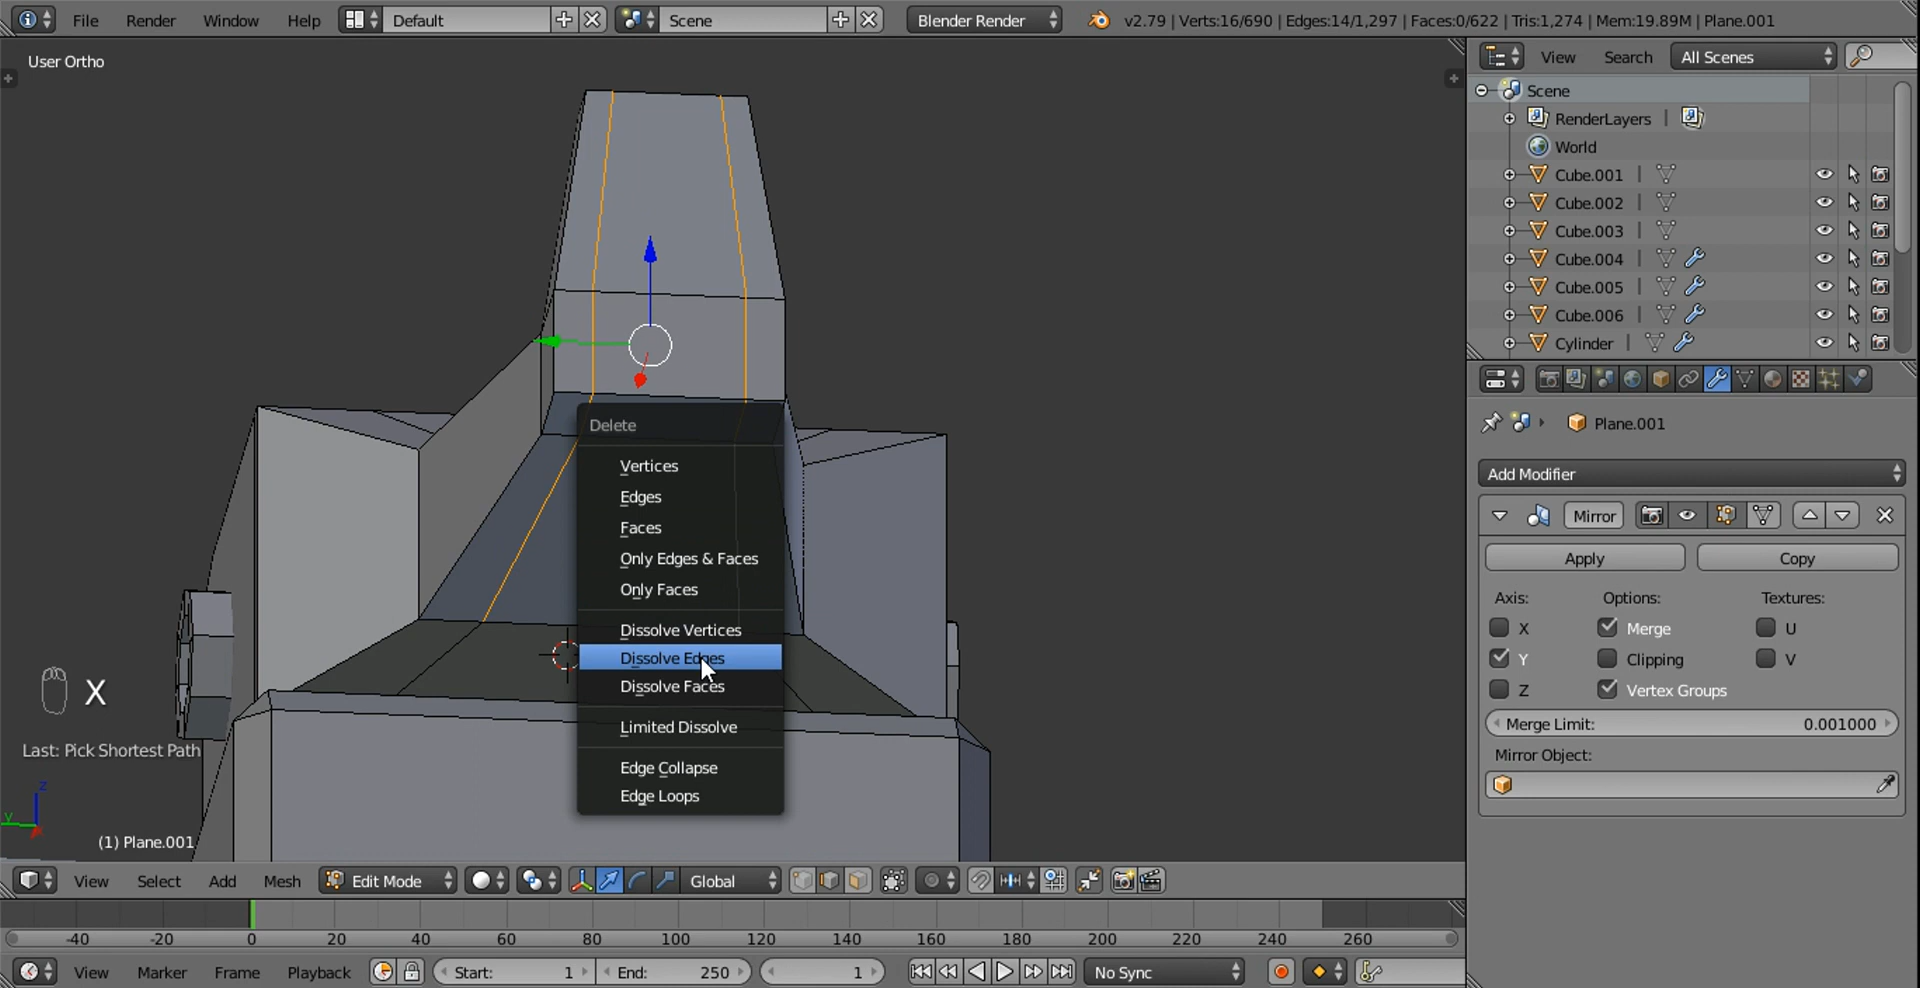 File Render Window Help Default Scene Blender Render v2.79 | Verts:16/690 | Edges:14/1,297 | Faces:0/622 | Tris:1,274 | Mem:19.89M | Plane.001
User Ortho
View Search All Scenes
Scene
RenderLayers
World
Cube.001
Cube.002
Cube.003
Cube.004
Cube.005
Cube.006
Cylinder
Plane.001
Add Modifier
Mirror
Apply Copy
Axis: Options: Textures:
X Merge U
Y Clipping V
Z Vertex Groups
Merge Limit: 0.001000
Mirror Object:
Delete
Vertices
Edges
Faces
Only Edges & Faces
Only Faces
Dissolve Vertices
Dissolve Edges
Dissolve Faces
Limited Dissolve
Edge Collapse
Edge Loops
X
Last: Pick Shortest Path
z
y
(1) Plane.001
View Select Add Mesh Edit Mode Global
-40 -20 0 20 40 60 80 100 120 140 160 180 200 220 240 260
View Marker Frame Playback Start: 1 End: 250 1 No Sync